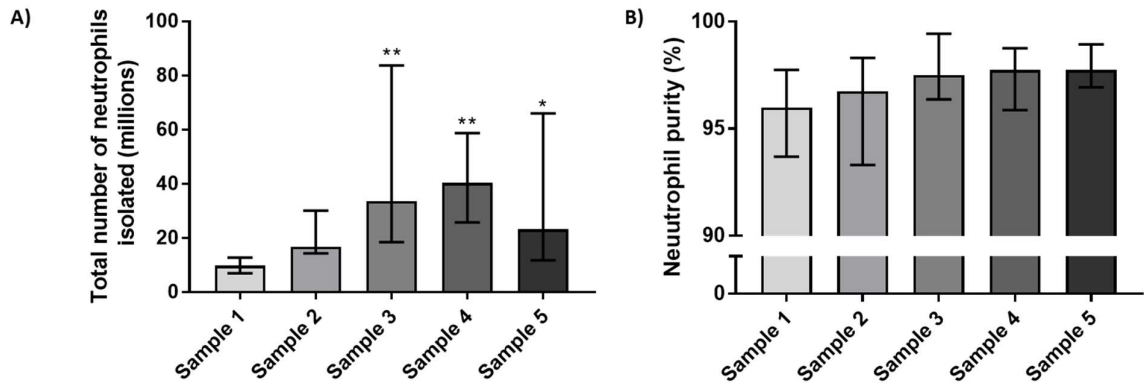 A)
Total number of neutrophils
isolated (millions)
100
80
60
40
20
0
**
**
*
Sample 1
Sample 2
Sample 3
Sample 4
Sample 5
B)
Neuutrophil purity (%)
100
95
90
0
Sample 1
Sample 2
Sample 3
Sample 4
Sample 5